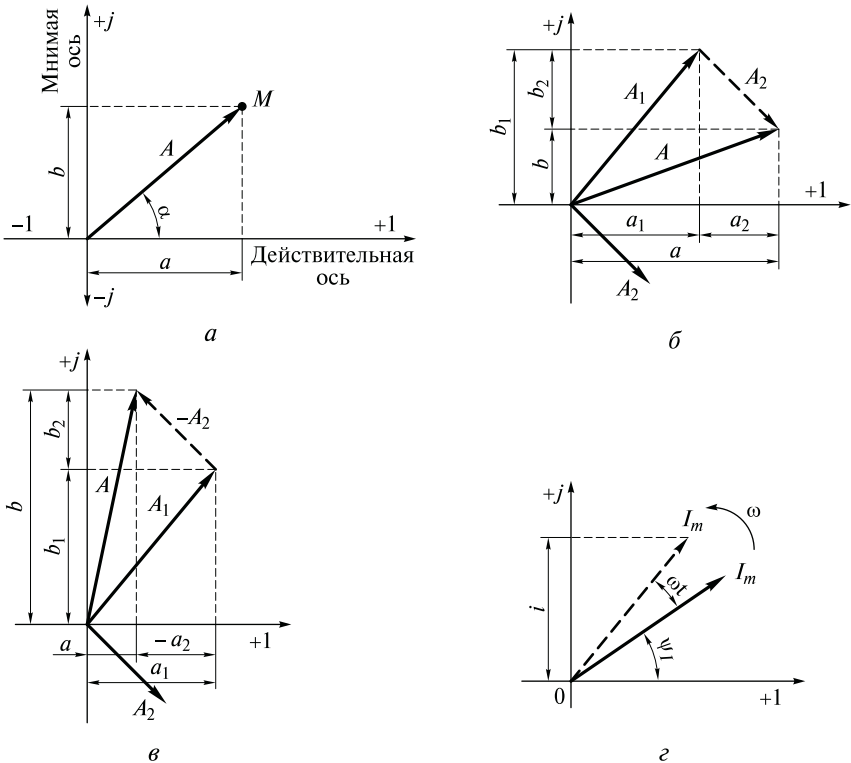 +j
Мнимая
ось
M
A
b
α
−1
+1
a
Действительная
ось
−j
а
+j
A₁
A₂
b₂
b₁
b
A
+1
a₁
a₂
a
A₂
б
+j
−A₂
b₂
A
A₁
b
b₁
+1
a
−a₂
a₁
A₂
в
+j
Iₘ
ω
Iₘ
ωt
i
ψI
0
+1
г